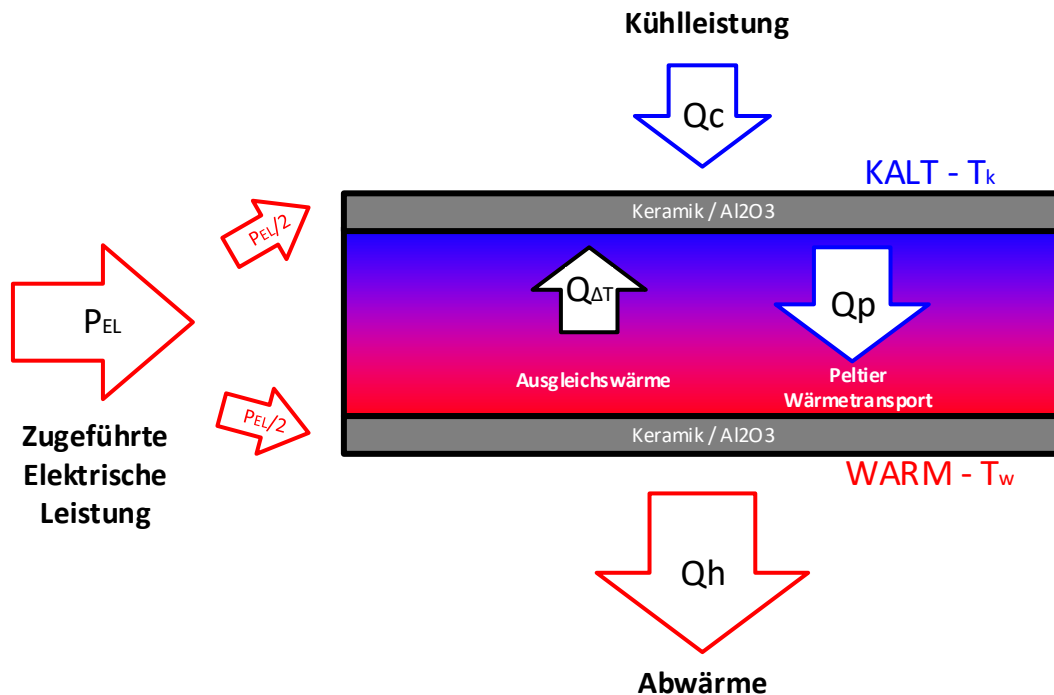 Kühlleistung
Qc
KALT - Tk
Keramik / Al2O3
PEL/2
PEL
QΔT
Qp
Ausgleichswärme
Peltier
Wärmetransport
PEL/2
Keramik / Al2O3
Zugeführte
Elektrische
Leistung
WARM - Tw
Qh
Abwärme